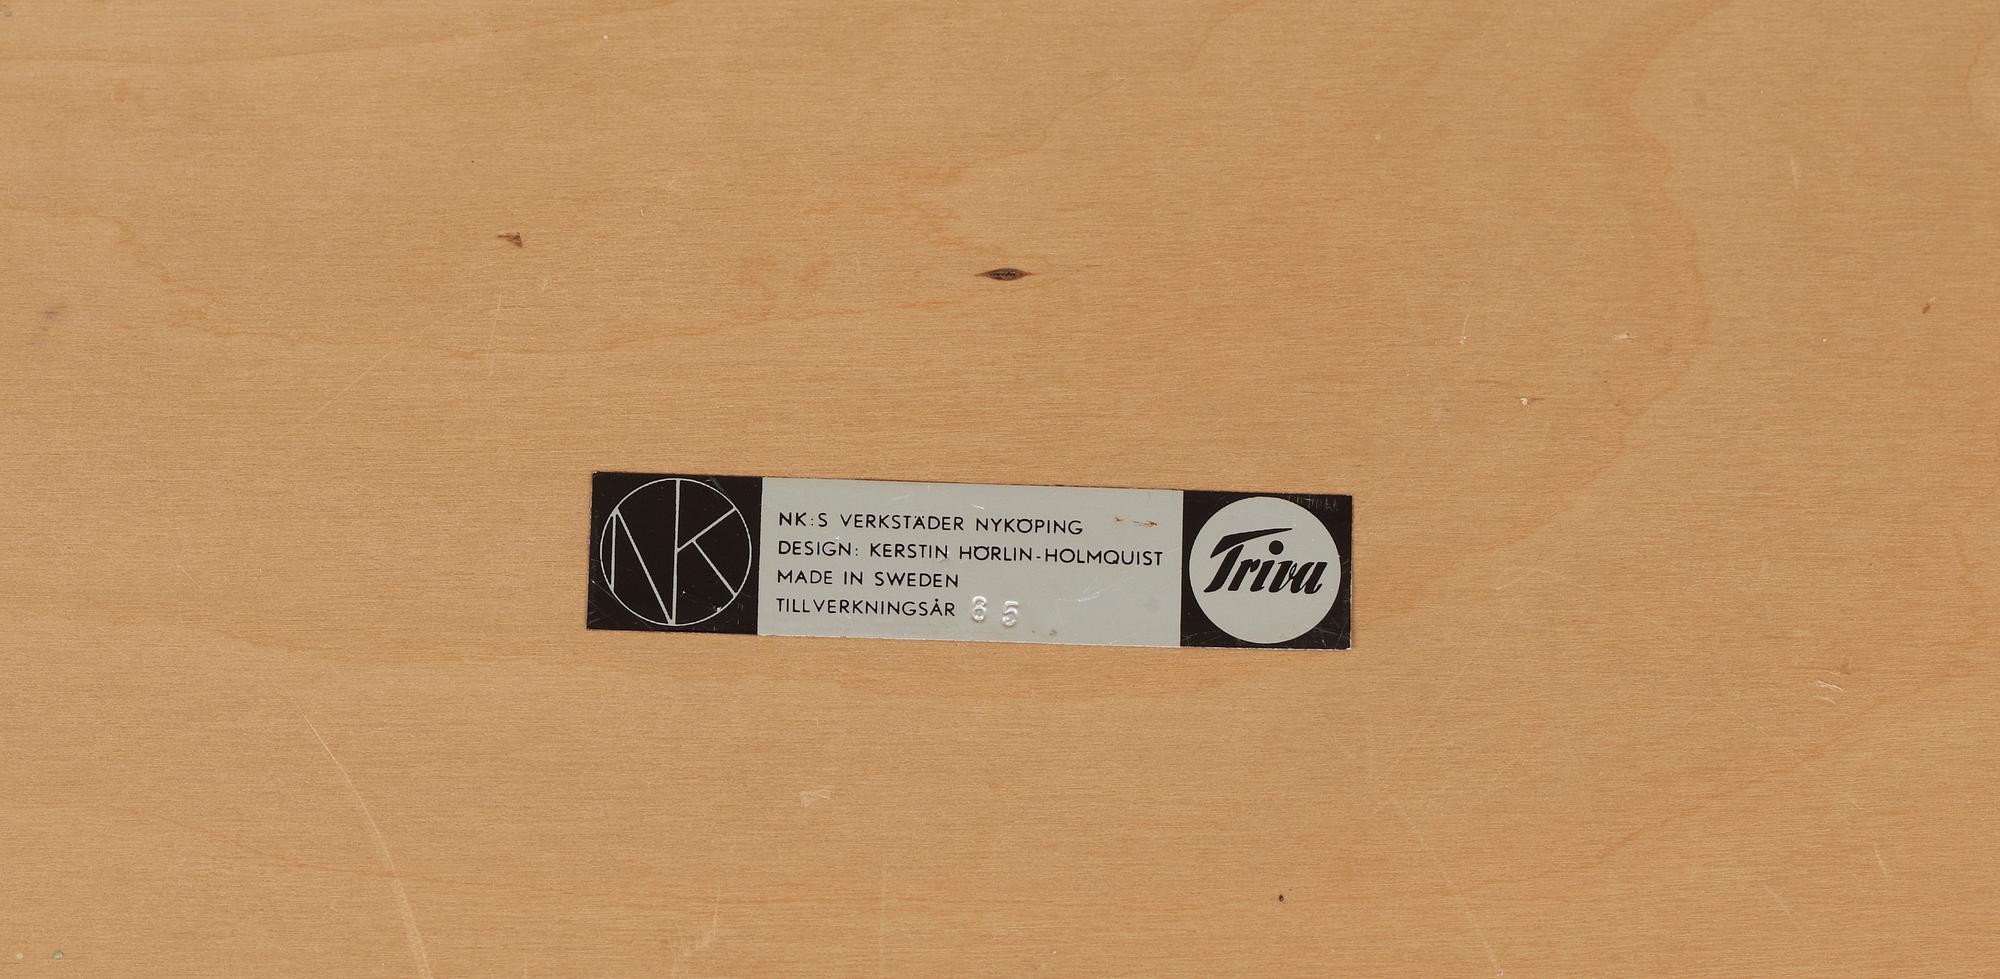 NK
NK:S VERKSTÄDER NYKÖPING
DESIGN: KERSTIN HÖRLIN-HOLMQUIST
MADE IN SWEDEN
TILLVERKNINGSÅR 65
Triva